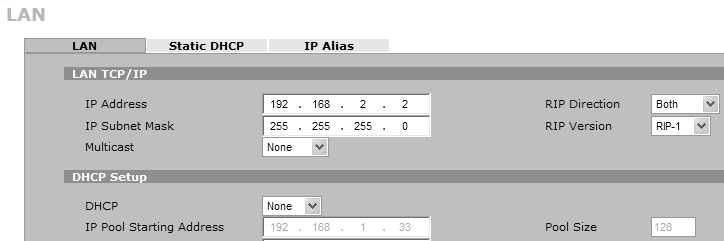 LAN
LAN Static DHCP IP Alias
LAN TCP/IP
IP Address 192 . 168 . 2 . 2 RIP Direction Both
IP Subnet Mask 255 . 255 . 255 . 0 RIP Version RIP-1
Multicast None
DHCP Setup
DHCP None
IP Pool Starting Address 192 . 168 . 1 . 33 Pool Size 128